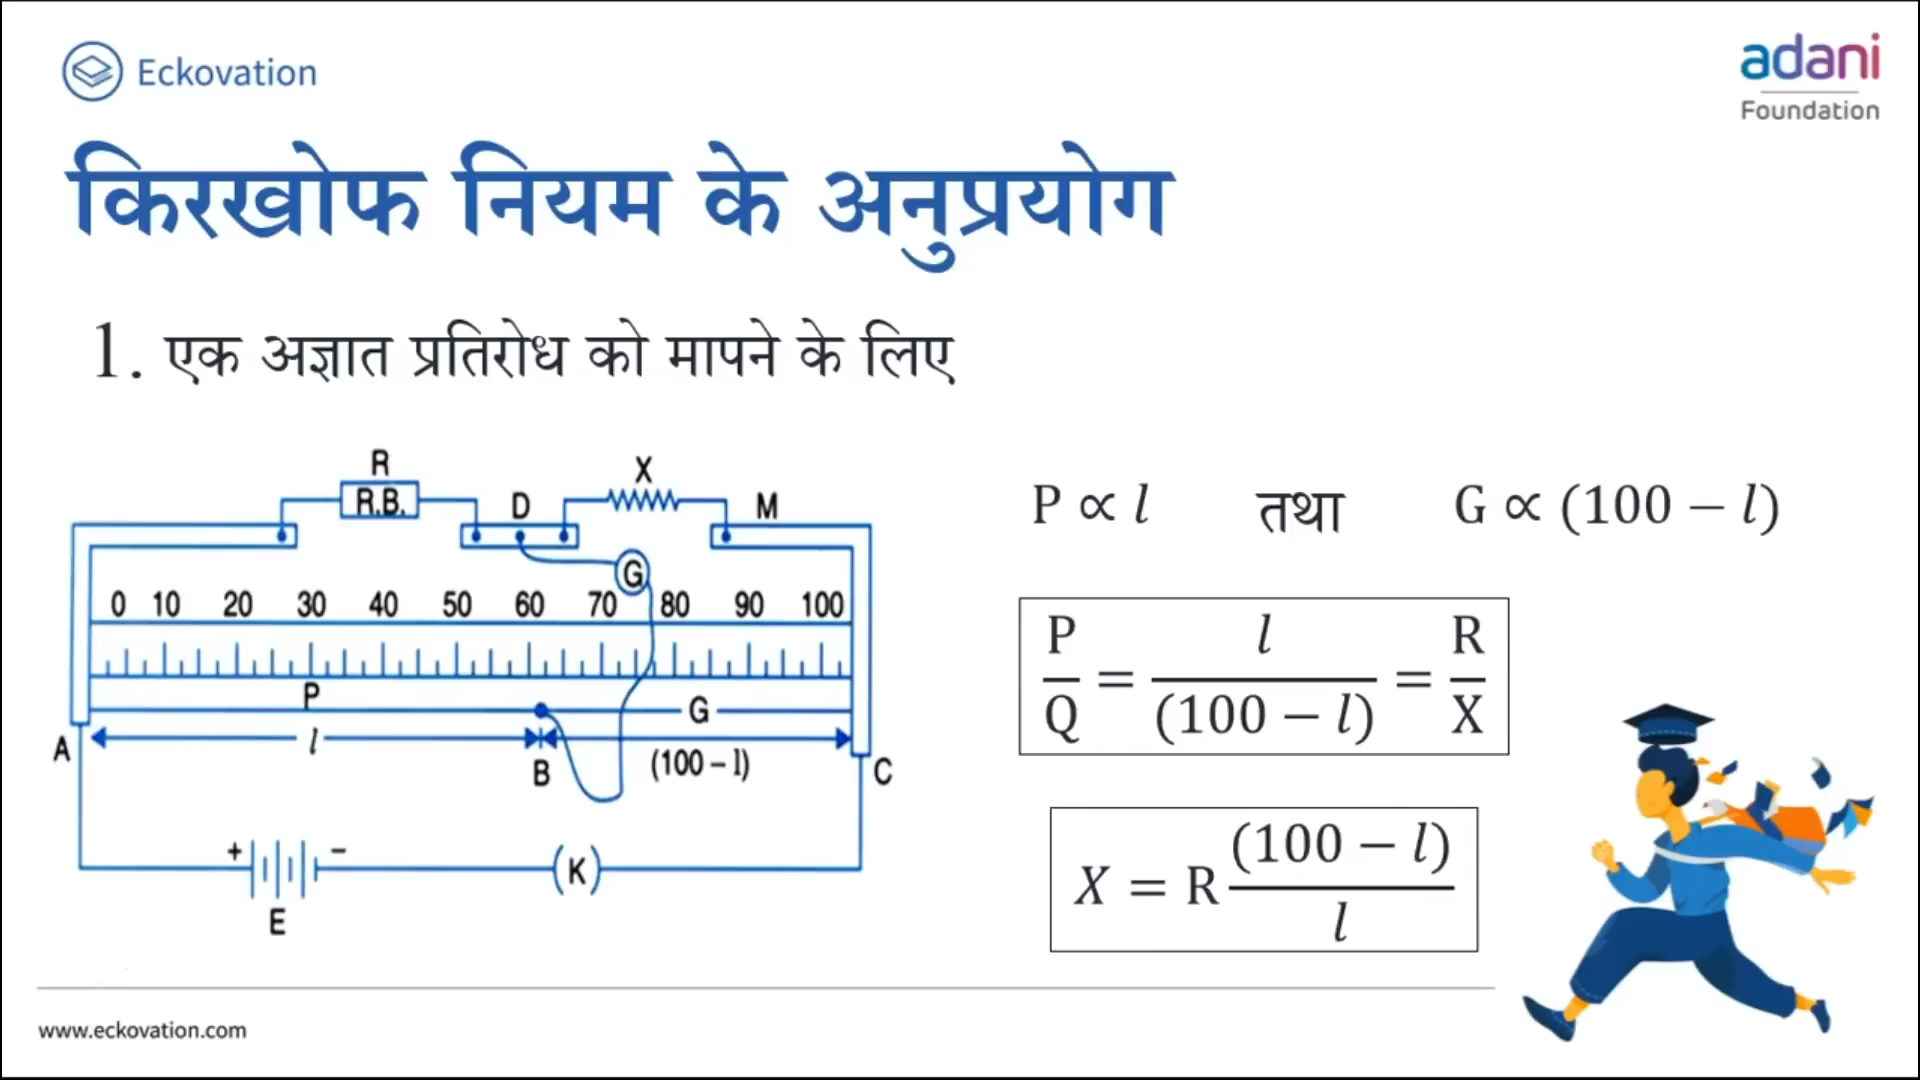 Eckovation
adani
Foundation
किरखोफ नियम के अनुप्रयोग
1. एक अज्ञात प्रतिरोध को मापने के लिए
R
R.B.
D
X
M
G
0 10 20 30 40 50 60 70 80 90 100
P
G
A
l
B
(100 – l)
C
+ –
E
(K)
P ∝ l तथा G ∝ (100 − l)
P/Q = l/(100 − l) = R/X
X = R (100 − l)/l
www.eckovation.com